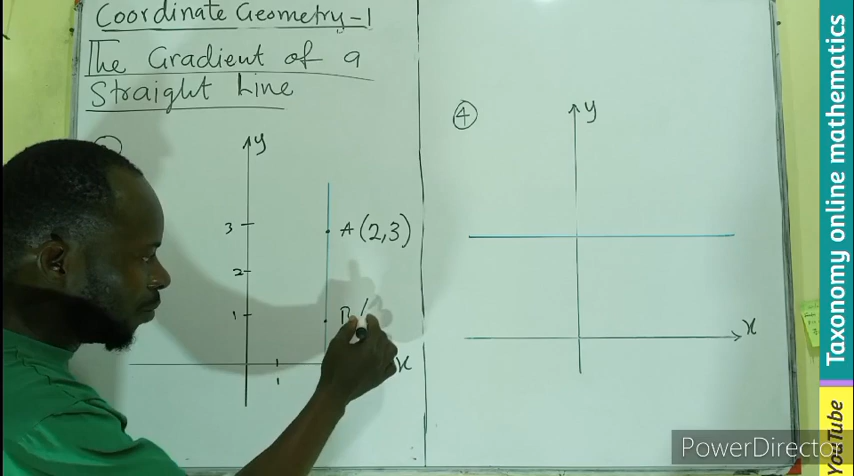 Coordinate Geometry-1
The Gradient of a
Straight Line
y
3
A(2,3)
2
1
B(
x
1
4
y
x
Taxonomy online mathematics
YouTube
PowerDirector